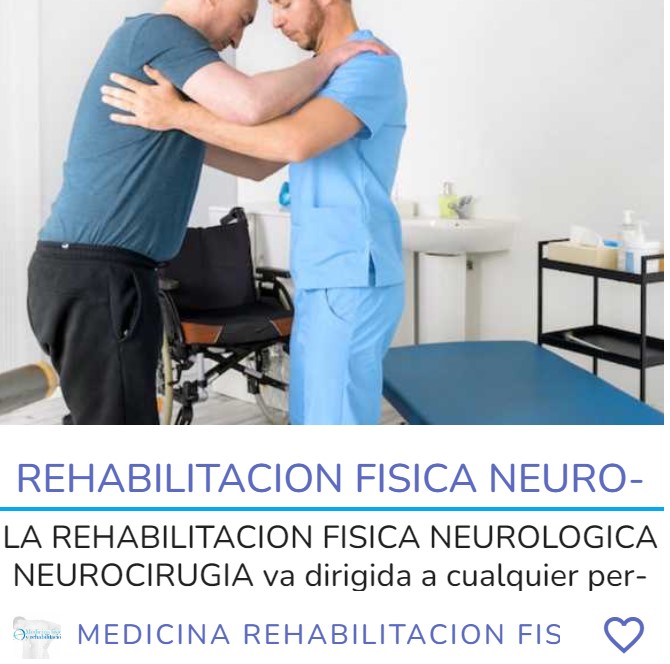 REHABILITACION FISICA NEURO-
LA REHABILITACION FISICA NEUROLOGICA
NEUROCIRUGIA va dirigida a cualquier per-
MEDICINA REHABILITACION FIS